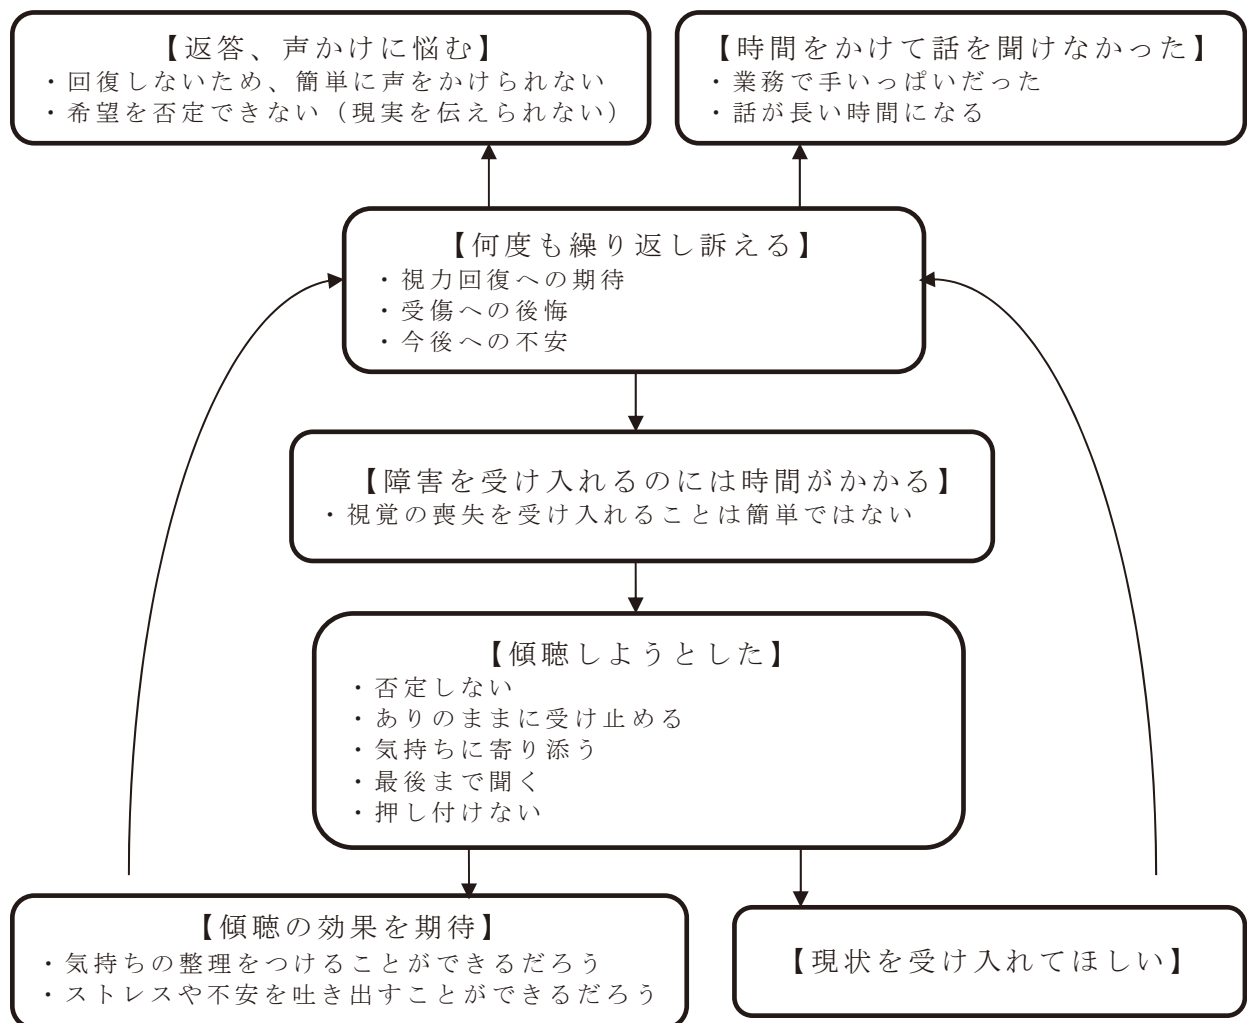 【返答、声かけに悩む】
・回復しないため、簡単に声をかけられない
・希望を否定できない（現実を伝えられない）
【時間をかけて話を聞けなかった】
・業務で手いっぱいだった
・話が長い時間になる
【何度も繰り返し訴える】
・視力回復への期待
・受傷への後悔
・今後への不安
【障害を受け入れるのには時間がかかる】
・視覚の喪失を受け入れることは簡単ではない
【傾聴しようとした】
・否定しない
・ありのままに受け止める
・気持ちに寄り添う
・最後まで聞く
・押し付けない
【傾聴の効果を期待】
・気持ちの整理をつけることができるだろう
・ストレスや不安を吐き出すことができるだろう
【現状を受け入れてほしい】